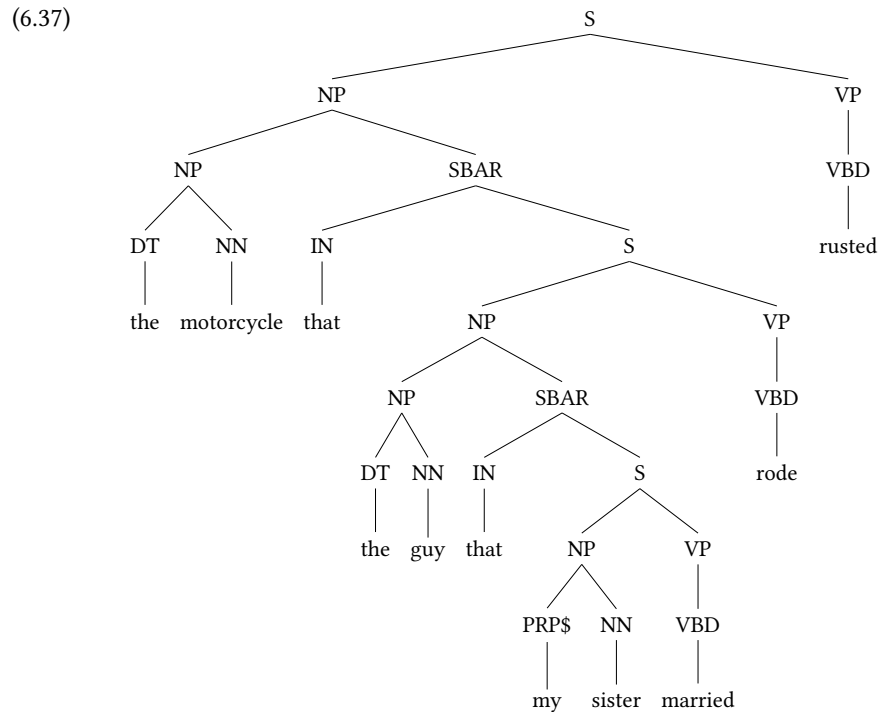 (6.37) S
NP VP
NP SBAR VBD
DT NN IN S rusted
the motorcycle that NP VP
NP SBAR VBD
DT NN IN S rode
the guy that NP VP
PRP$ NN VBD
my sister married